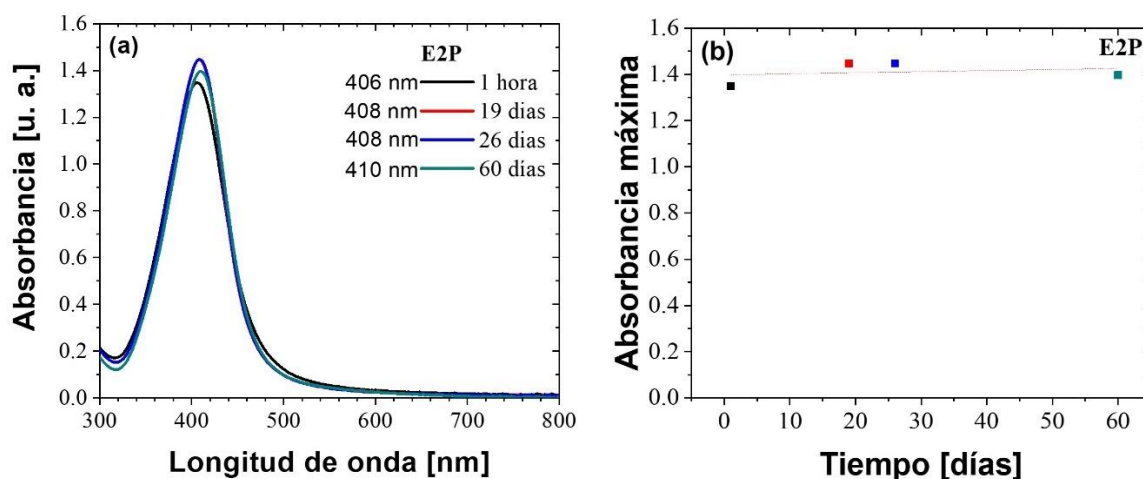 (a)
E2P
406 nm 1 hora
408 nm 19 dias
408 nm 26 dias
410 nm 60 dias
Absorbancia [u. a.]
1.6
1.4
1.2
1.0
0.8
0.6
0.4
0.2
0.0
300 400 500 600 700 800
Longitud de onda [nm]
(b)
E2P
Absorbancia máxima
1.6
1.4
1.2
1.0
0.8
0.6
0.4
0.2
0.0
0 10 20 30 40 50 60
Tiempo [días]